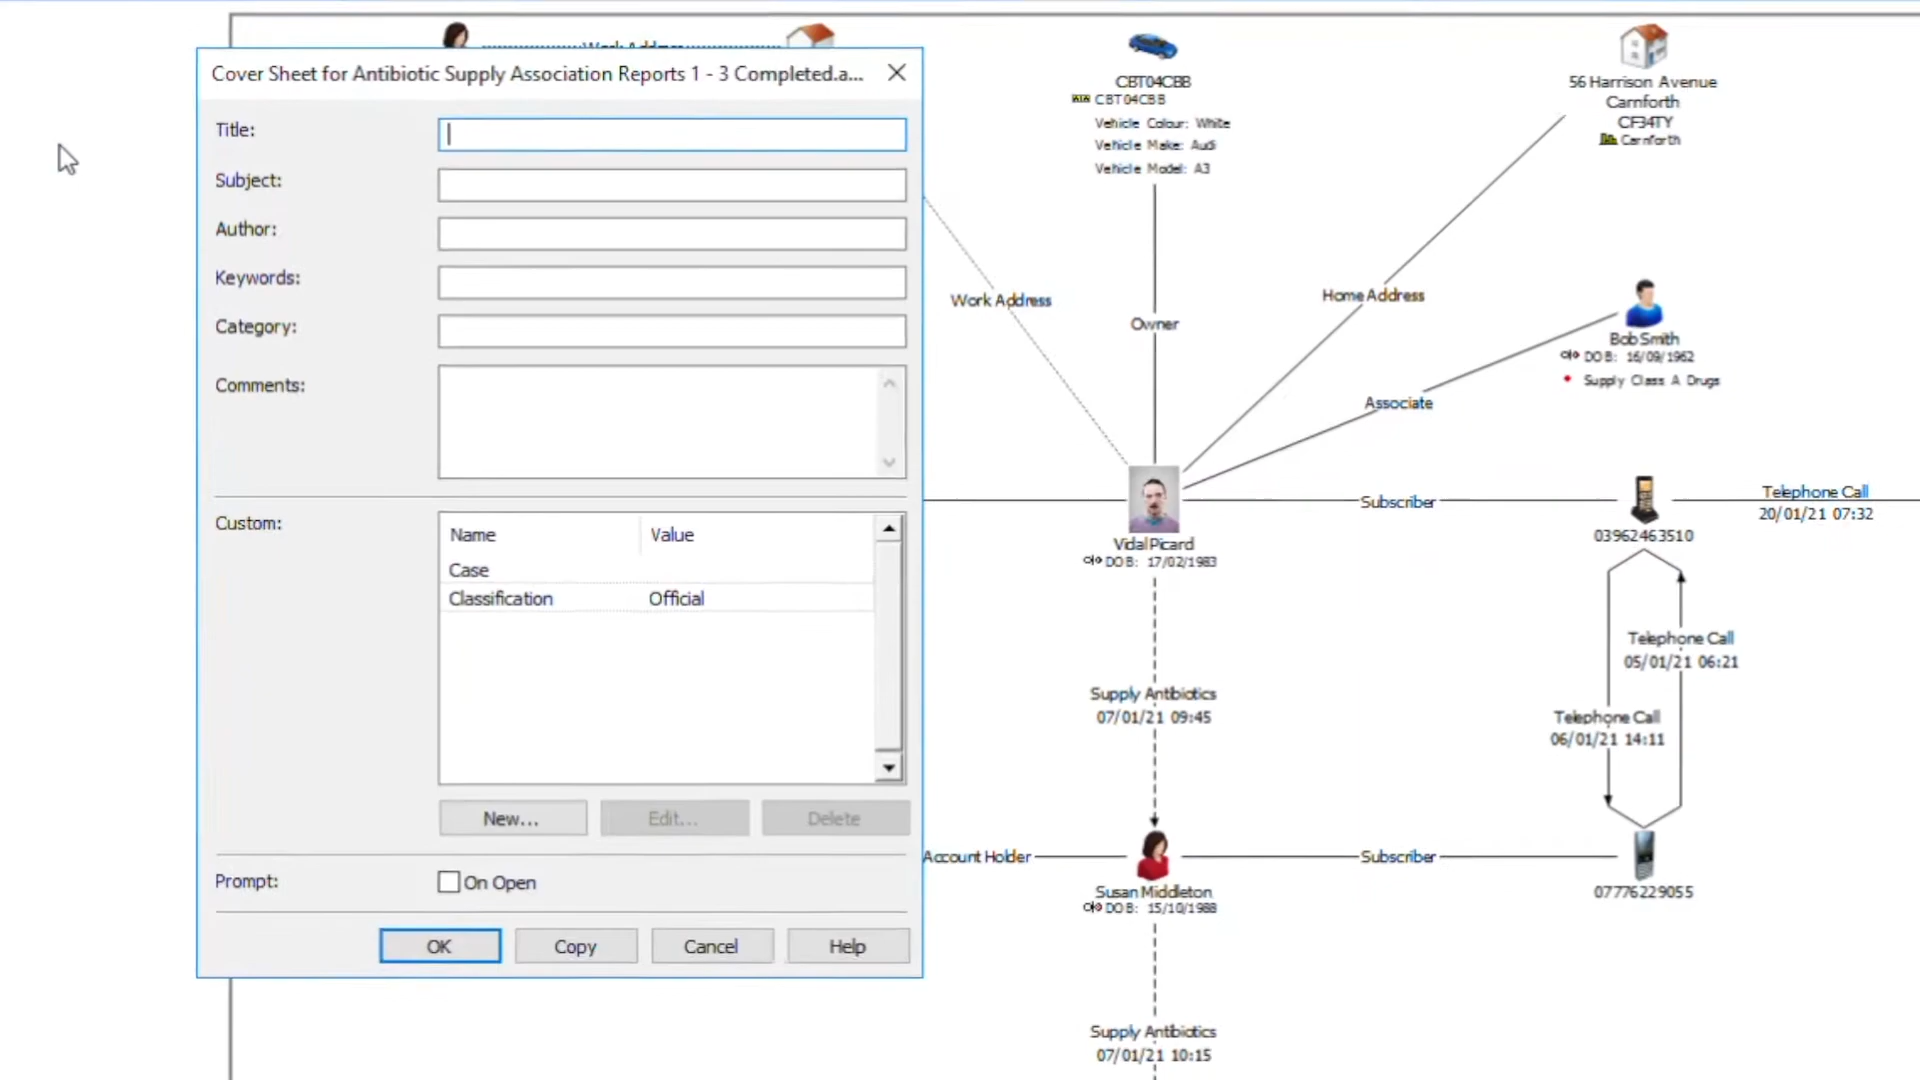 Work Address
Cover Sheet for Antibiotic Supply Association Reports 1 - 3 Completed.a...
Title:
Subject:
Author:
Keywords:
Category:
Comments:
Custom:
Name Value
Case
Classification Official
New... Edit... Delete
Prompt: On Open
OK Copy Cancel Help
CBT04CBB
CBT04CBB
Vehicle Colour: White
Vehicle Make: Audi
Vehicle Model: A3
56 Harrison Avenue
Carnforth
CF34TY
Carnforth
Work Address
Owner
Home Address
Bob Smith
DOB: 16/09/1962
Supply Class A Drugs
Associate
Vidal Picard
DOB: 17/02/1983
Subscriber
03962463510
Telephone Call
20/01/21 07:32
Telephone Call
05/01/21 06:21
Telephone Call
06/01/21 14:11
Supply Antibiotics
07/01/21 09:45
Account Holder
Susan Middleton
DOB: 15/10/1988
Subscriber
07776229055
Supply Antibiotics
07/01/21 10:15